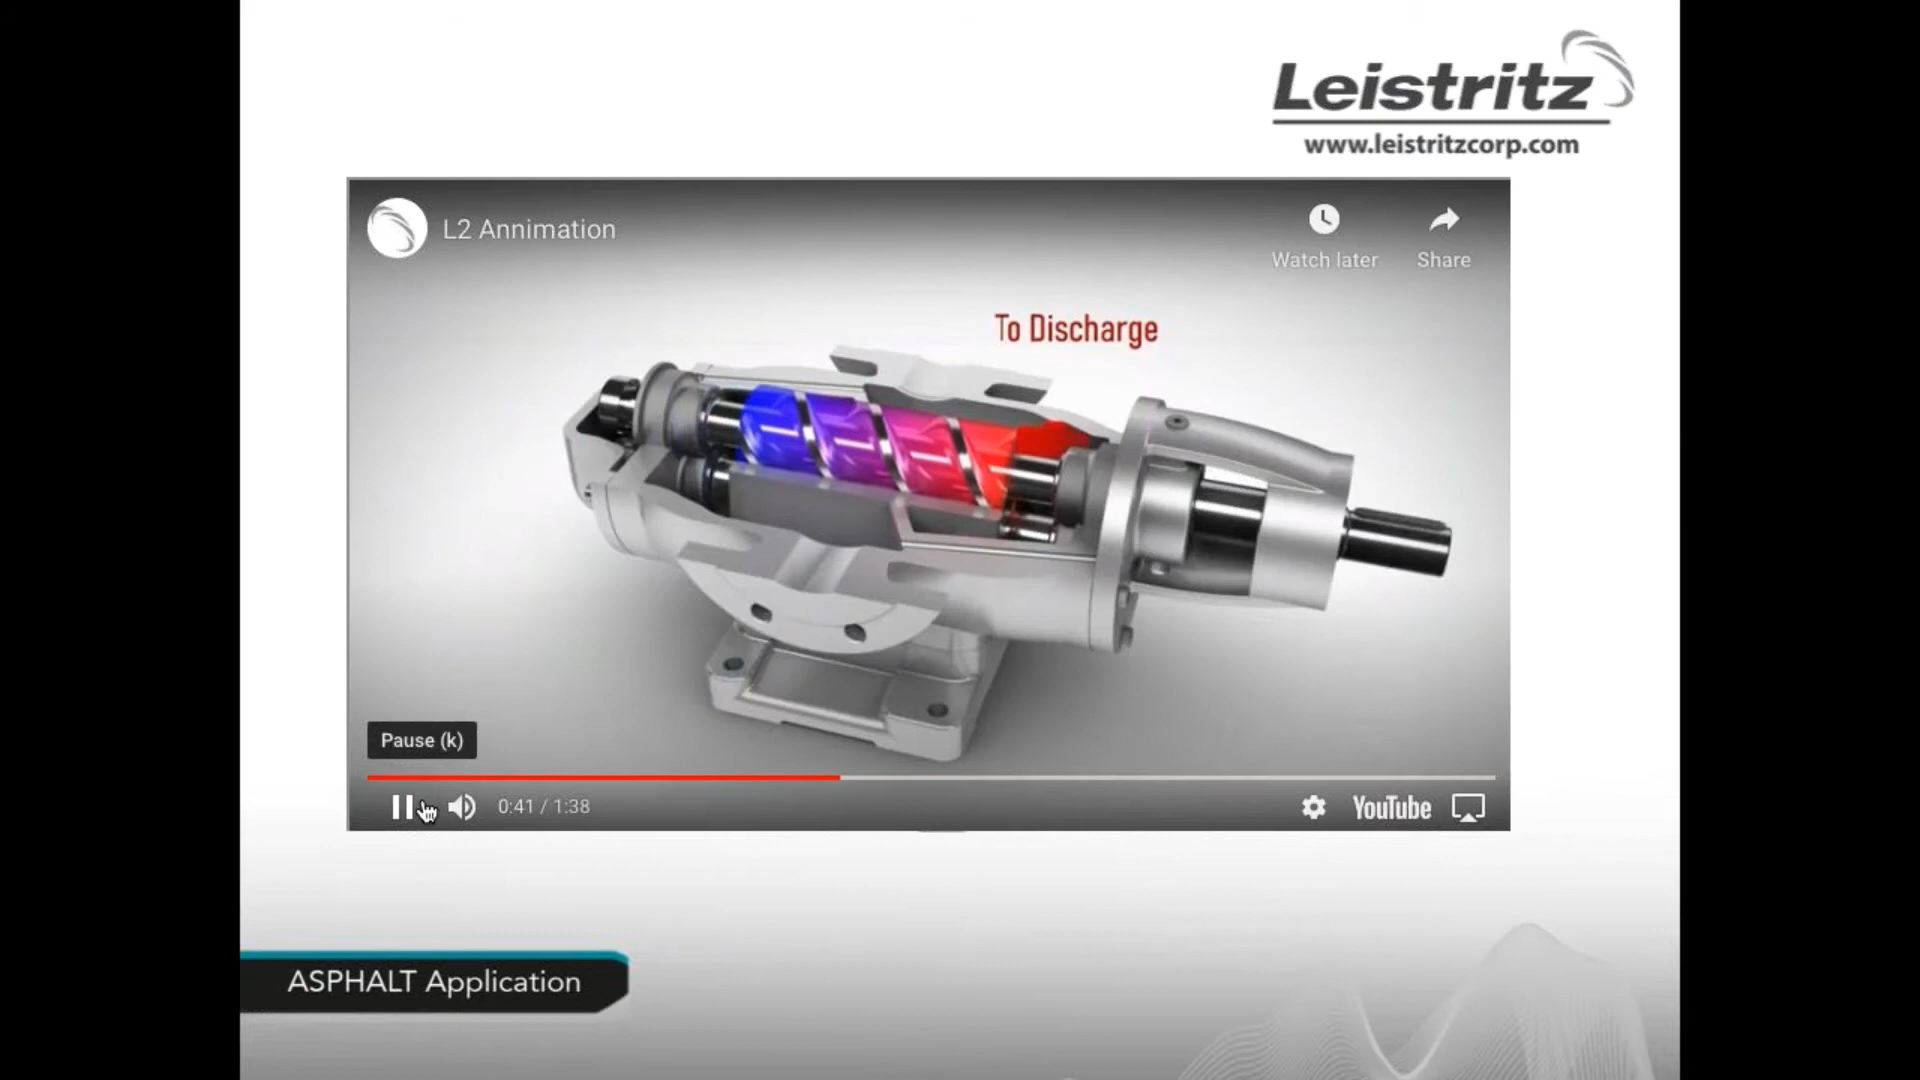 Leistritz
www.leistritzcorp.com
L2 Annimation
Watch later
Share
To Discharge
Pause (k)
0:41 / 1:38
YouTube
ASPHALT Application